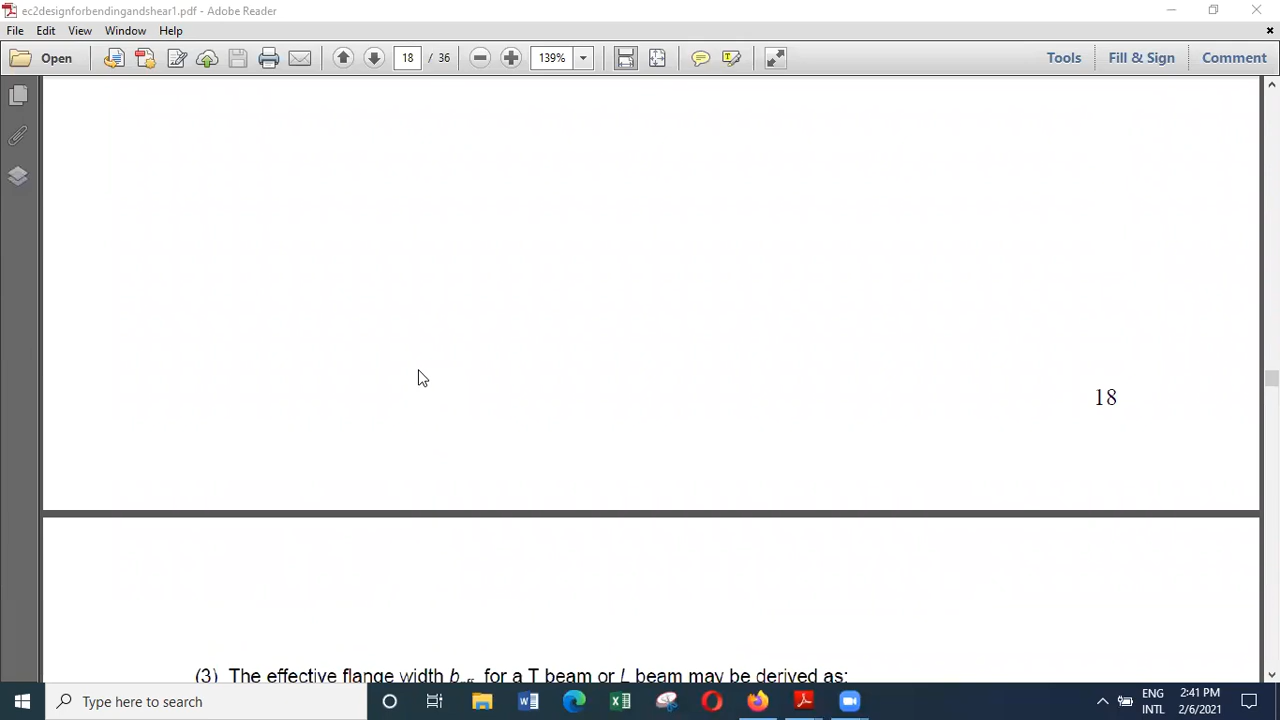 ec2designforbendingandshear1.pdf - Adobe Reader
File Edit View Window Help
Open 18 / 36 139% Tools Fill & Sign Comment
18
(3) The effective flange width b for a T beam or L beam may be derived as:
Type here to search
ENG
INTL
2:41 PM
2/6/2021